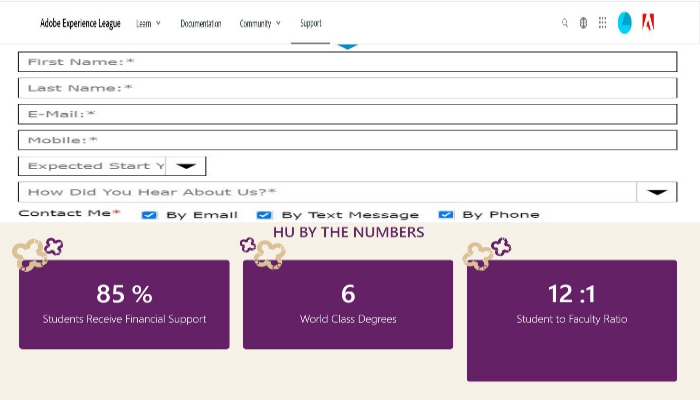 Adobe Experience League Learn Documentation Community Support
First Name:*
Last Name:*
E-Mail:*
Mobile:*
Expected Start Y
How Did You Hear About Us?*
Contact Me* By Email By Text Message By Phone
HU BY THE NUMBERS
85 % 6 12 :1
Students Receive Financial Support World Class Degrees Student to Faculty Ratio